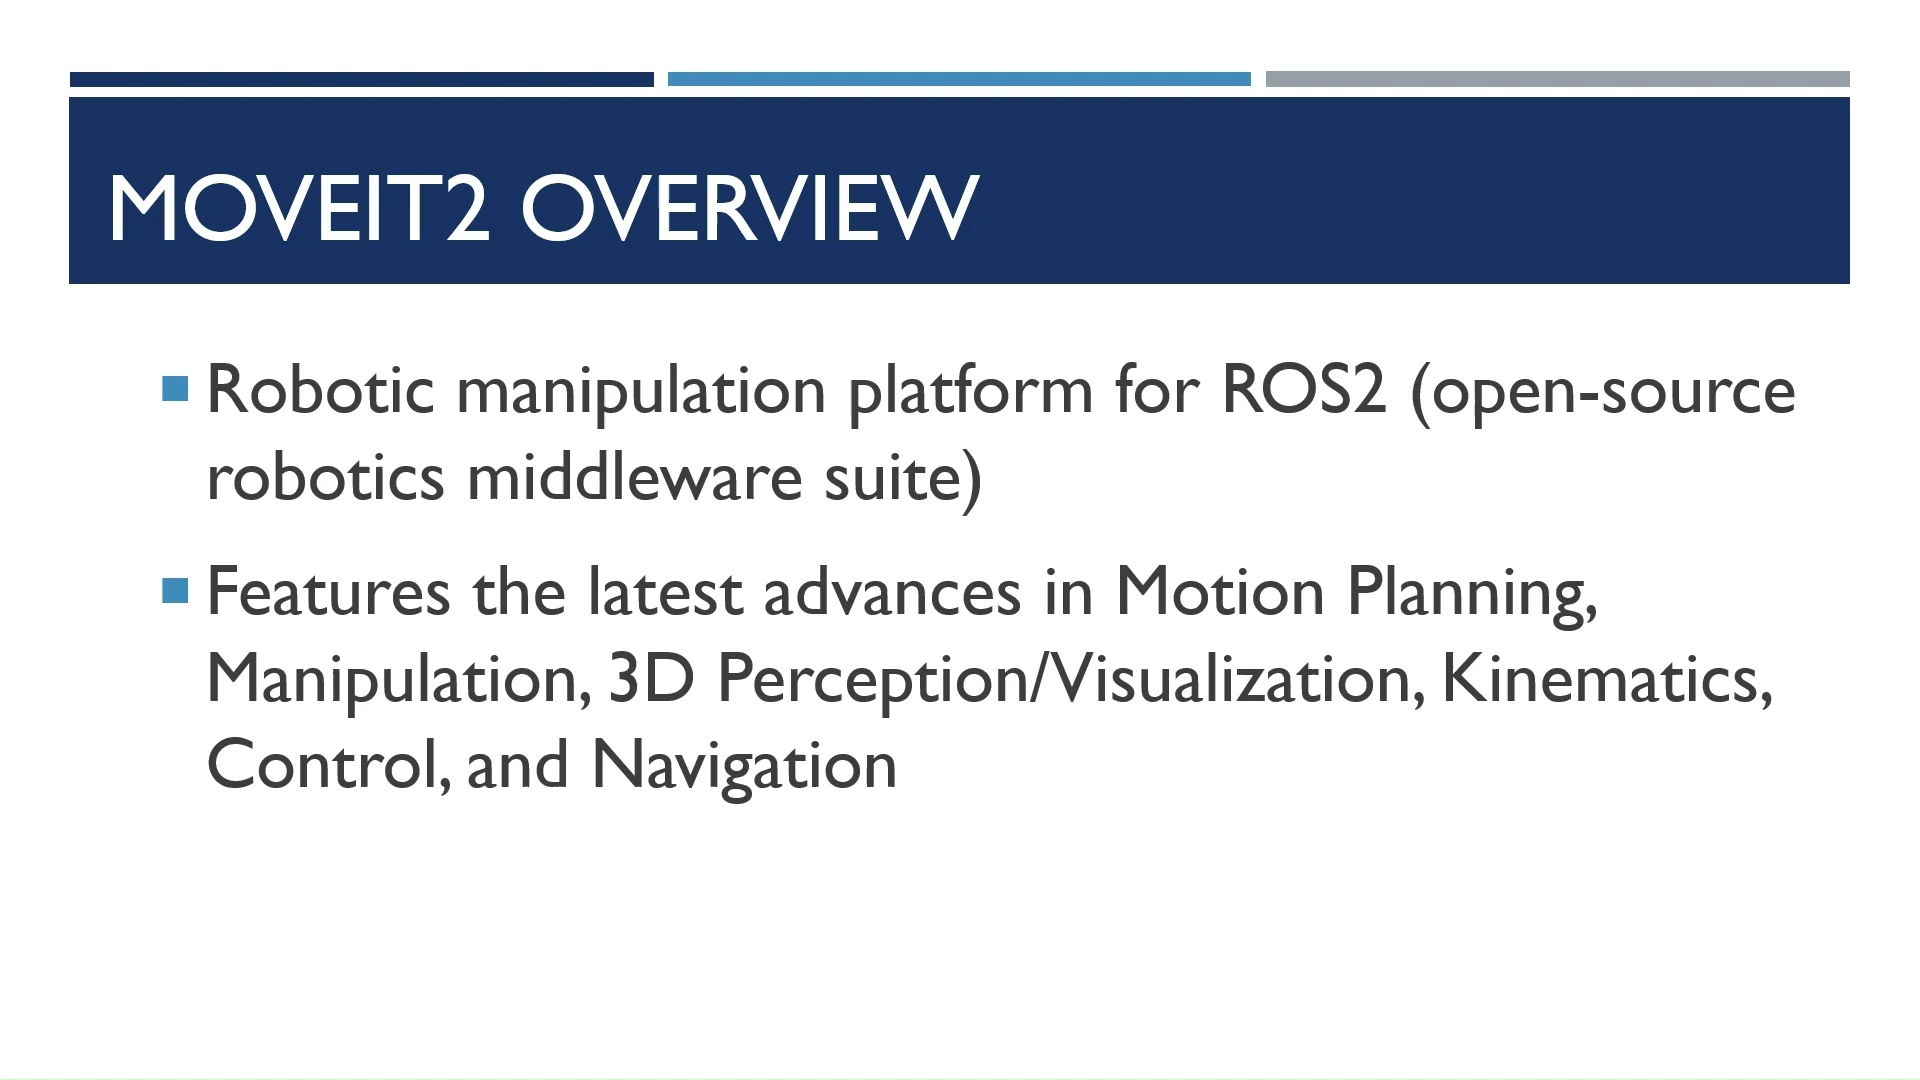 MOVEIT2 OVERVIEW
Robotic manipulation platform for ROS2 (open-source
robotics middleware suite)
Features the latest advances in Motion Planning,
Manipulation, 3D Perception/Visualization, Kinematics,
Control, and Navigation